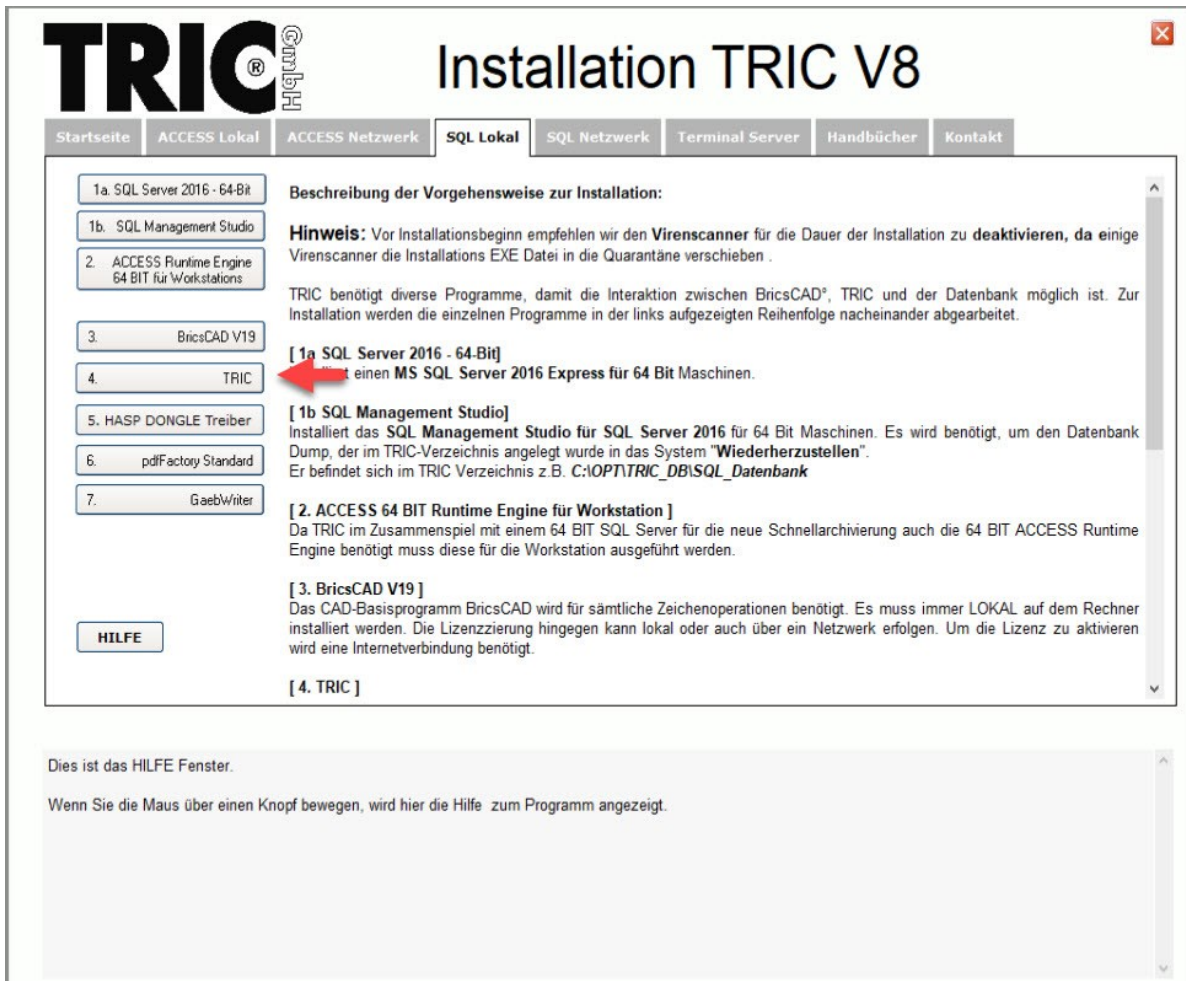 TRIC® GmbH
Installation TRIC V8
Startseite
ACCESS Lokal
ACCESS Netzwerk
SQL Lokal
SQL Netzwerk
Terminal Server
Handbücher
Kontakt
1a. SQL Server 2016 - 64-Bit
1b. SQL Management Studio
2. ACCESS Runtime Engine
64 BIT für Workstations
3. BricsCAD V19
4. TRIC
5. HASP DONGLE Treiber
6. pdfFactory Standard
7. GaebWriter
HILFE
Beschreibung der Vorgehensweise zur Installation:
Hinweis: Vor Installationsbeginn empfehlen wir den Virenscanner für die Dauer der Installation zu deaktivieren, da einige
Virenscanner die Installations EXE Datei in die Quarantäne verschieben .
TRIC benötigt diverse Programme, damit die Interaktion zwischen BricsCAD°, TRIC und der Datenbank möglich ist. Zur
Installation werden die einzelnen Programme in der links aufgezeigten Reihenfolge nacheinander abgearbeitet.
[ 1a SQL Server 2016 - 64-Bit]
einen MS SQL Server 2016 Express für 64 Bit Maschinen.
[ 1b SQL Management Studio]
Installiert das SQL Management Studio für SQL Server 2016 für 64 Bit Maschinen. Es wird benötigt, um den Datenbank
Dump, der im TRIC-Verzeichnis angelegt wurde in das System "Wiederherzustellen".
Er befindet sich im TRIC Verzeichnis z.B. C:\OPT\TRIC_DB\SQL_Datenbank
[ 2. ACCESS 64 BIT Runtime Engine für Workstation ]
Da TRIC im Zusammenspiel mit einem 64 BIT SQL Server für die neue Schnellarchivierung auch die 64 BIT ACCESS Runtime
Engine benötigt muss diese für die Workstation ausgeführt werden.
[ 3. BricsCAD V19 ]
Das CAD-Basisprogramm BricsCAD wird für sämtliche Zeichenoperationen benötigt. Es muss immer LOKAL auf dem Rechner
installiert werden. Die Lizenzzierung hingegen kann lokal oder auch über ein Netzwerk erfolgen. Um die Lizenz zu aktivieren
wird eine Internetverbindung benötigt.
[ 4. TRIC ]
Dies ist das HILFE Fenster.
Wenn Sie die Maus über einen Knopf bewegen, wird hier die Hilfe zum Programm angezeigt.